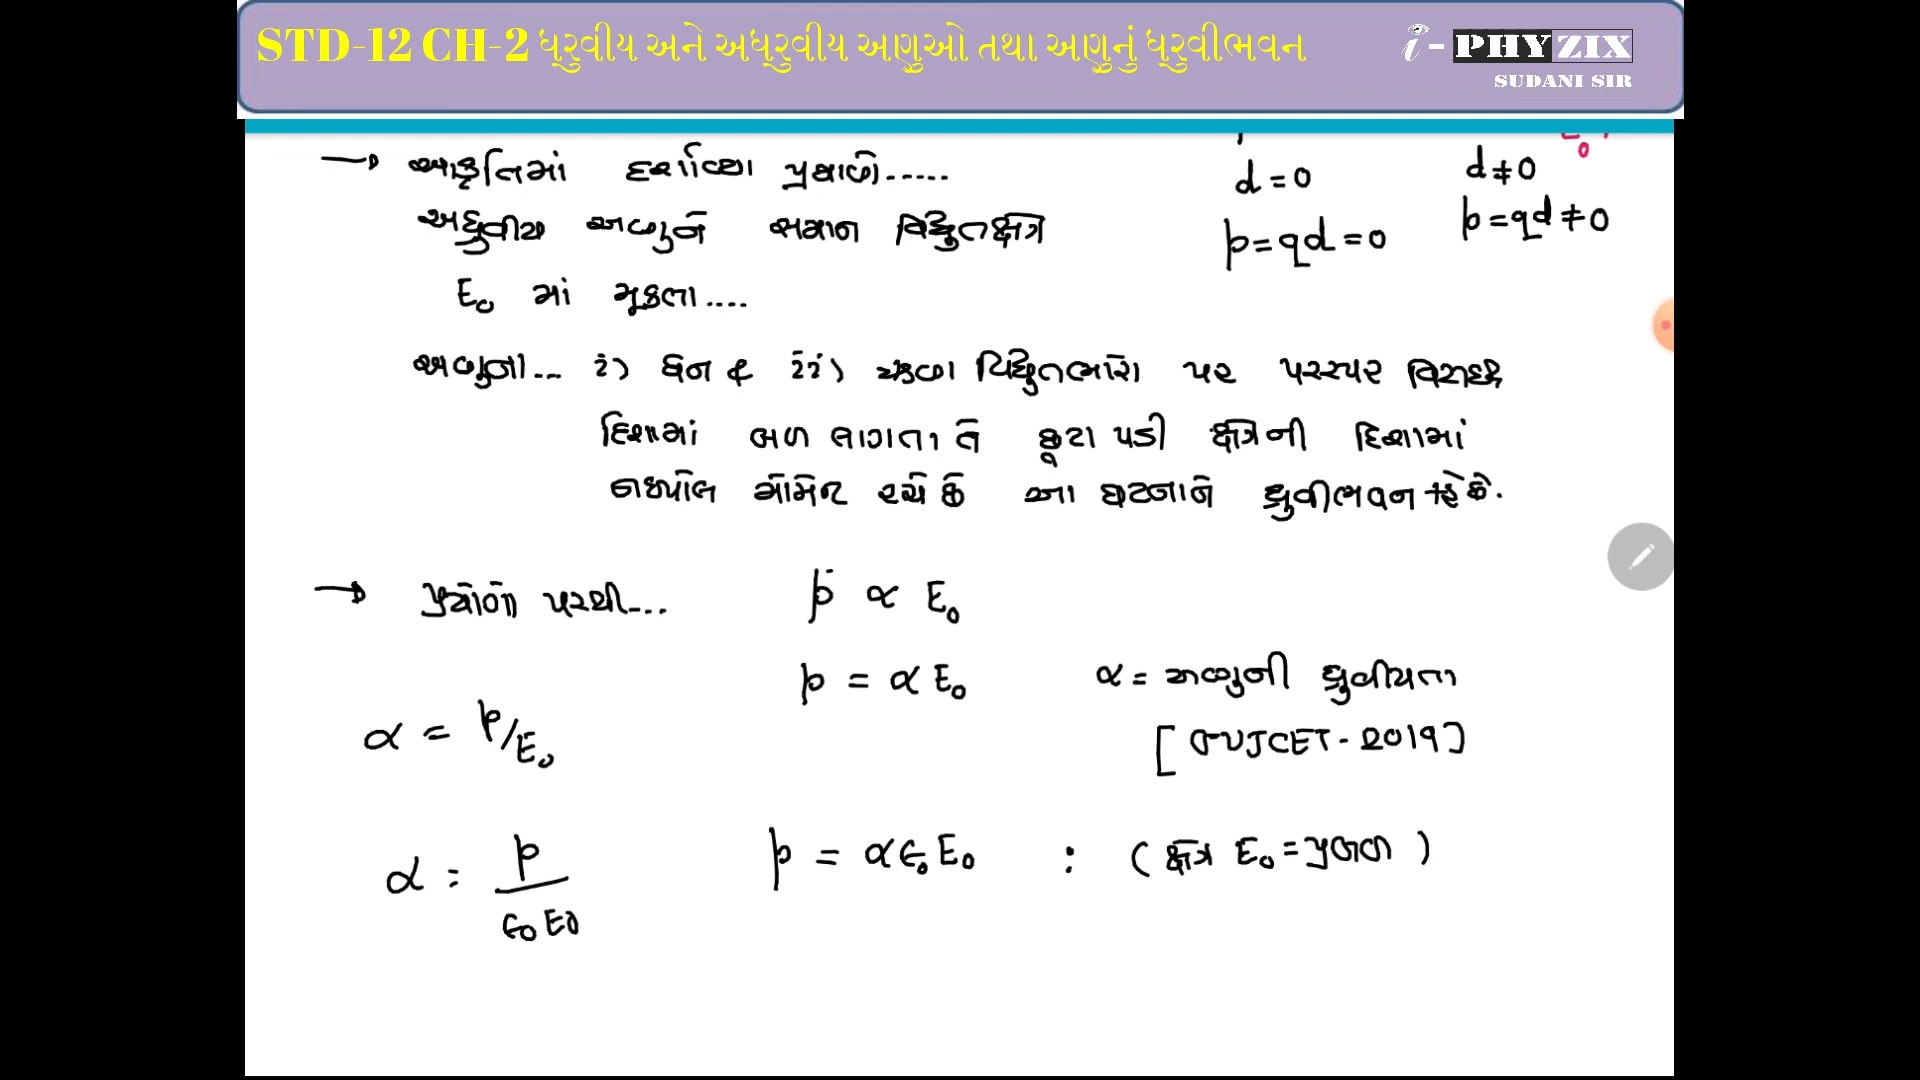 STD-12 CH-2 ધ્રુવીય અને અધ્રુવીય અણુઓ તથા અણુનું ધ્રુવીભવન
i-PHYZIX
SUDANI SIR
→ આકૃતિમાં દર્શાવ્યા પ્રમાણે.....
d = 0
d ≠ 0
અધ્રુવીય અણુને સમાન વિદ્યુતક્ષેત્ર
p = qd = 0
p = qd ≠ 0
E₀ માં મૂકતા....
અણુના... i) ધન & ii) ઋણ વિદ્યુતભારો પર પરસ્પર વિરુદ્ધ
દિશામાં બળ લાગતા તે છૂટા પડી ક્ષેત્રની દિશામાં
ડાયપોલ મોમેન્ટ રચે છે આ ઘટનાને ધ્રુવીભવન કહે છે.
→ પ્રયોગો પરથી... p ∝ E₀
p = α E₀
α = અણુની ધ્રુવીયતા
α = p/E₀
[GUJCET - 2019]
α = p / ϵ₀E₀
p = αϵ₀E₀ : (ક્ષેત્ર E₀ = પ્રબળ)